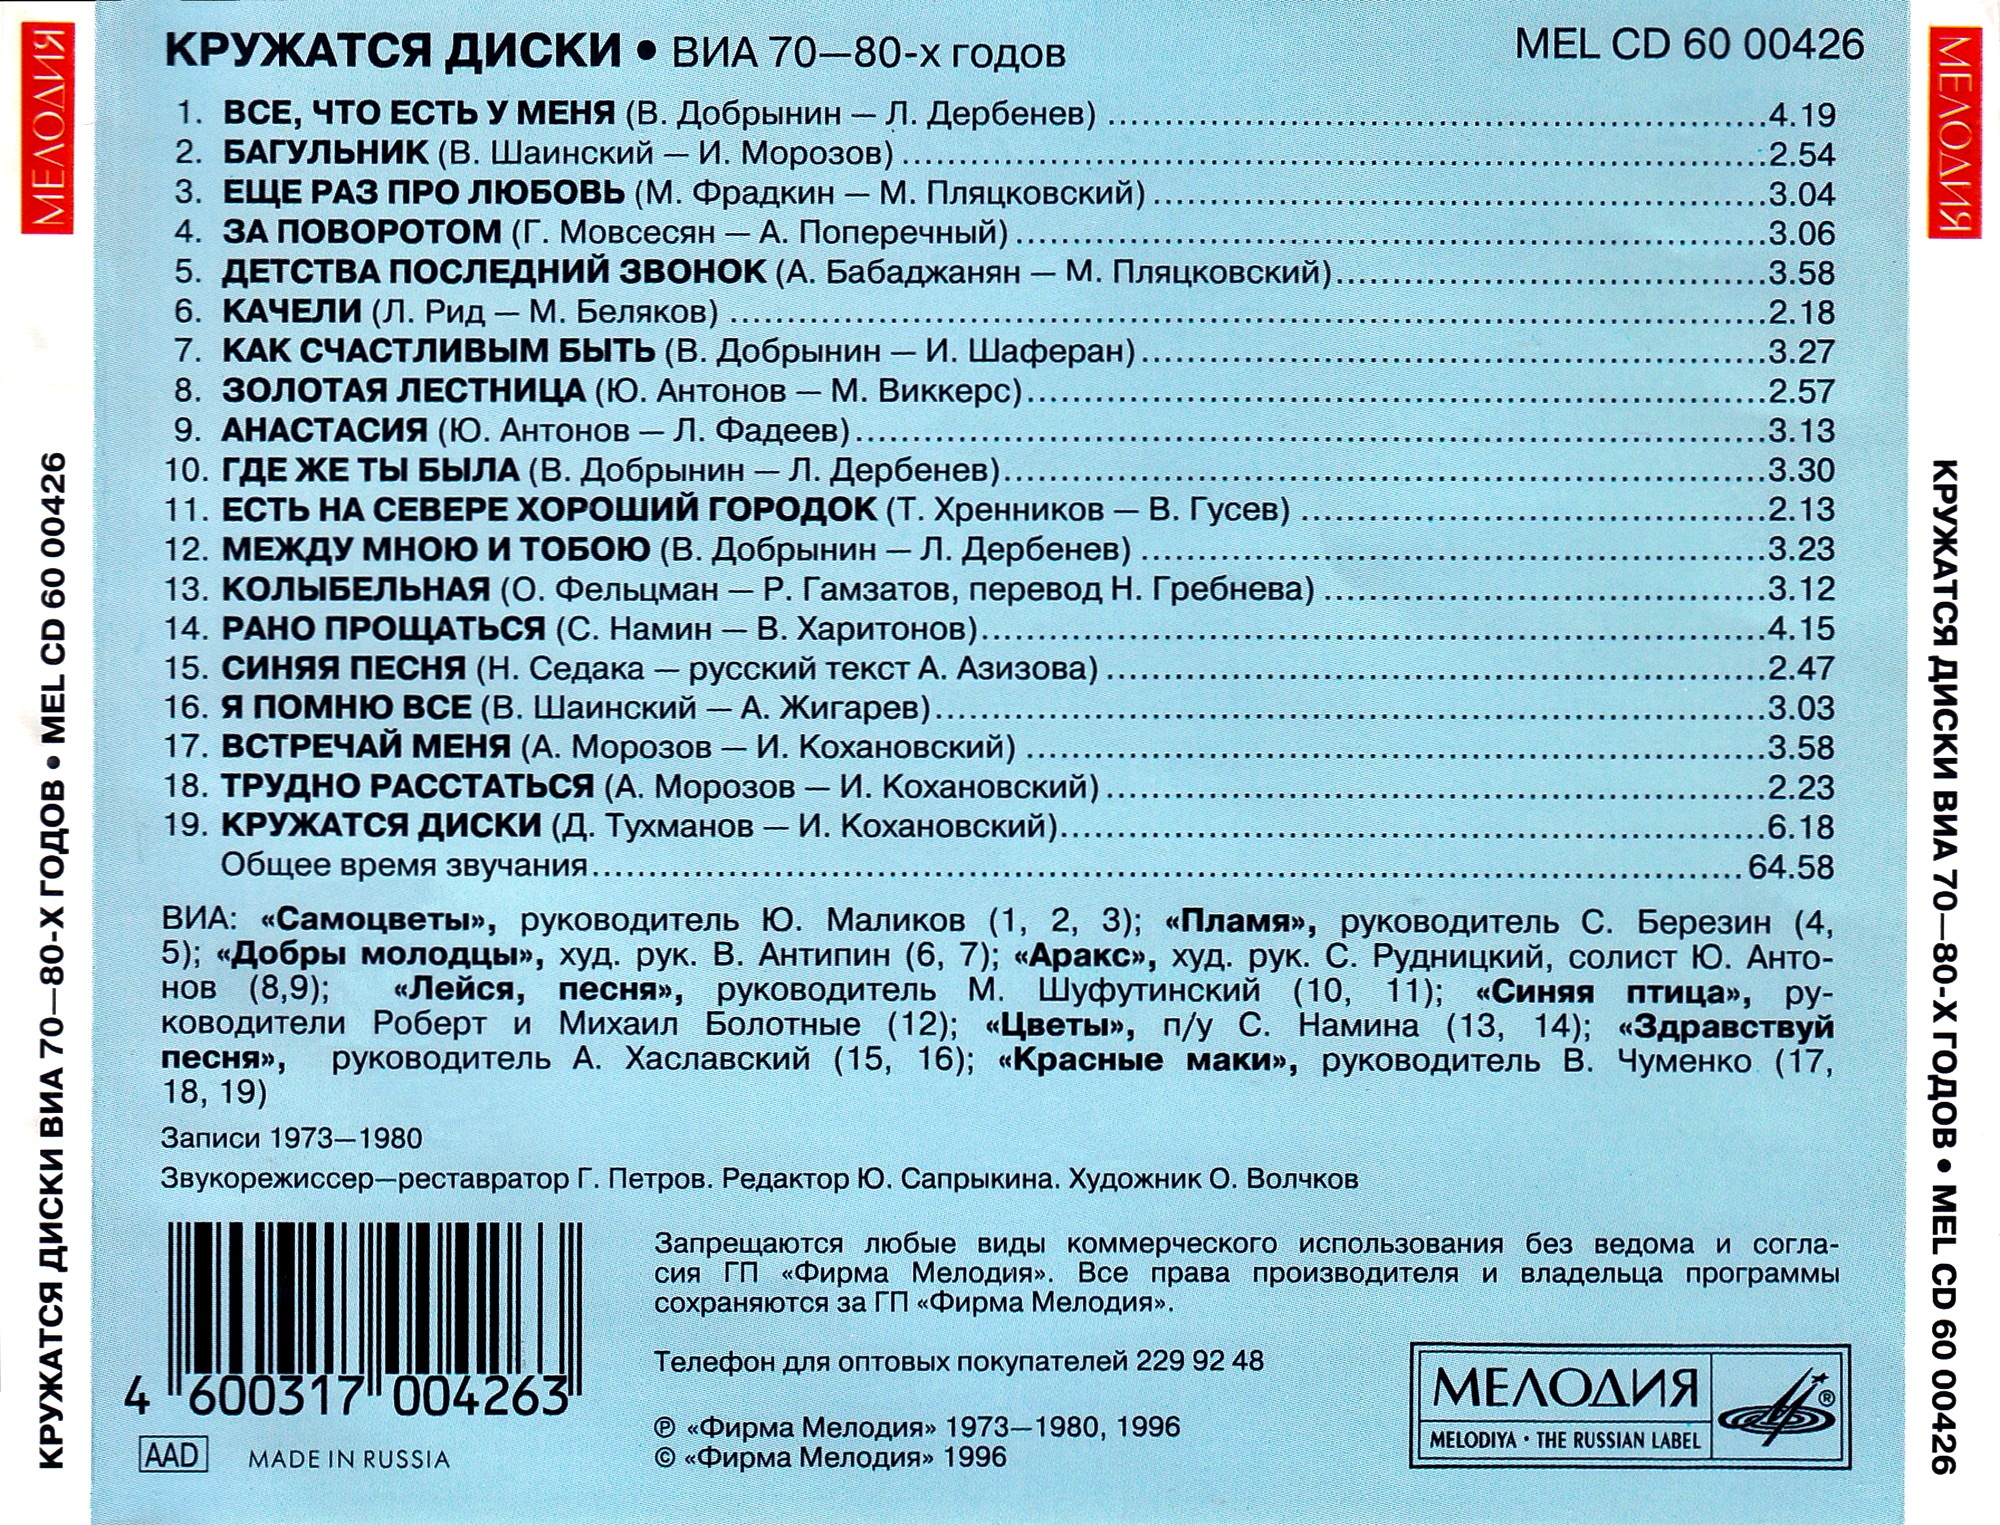 МЕЛОДИЯ
КРУЖАТСЯ ДИСКИ ВИА 70—80-Х ГОДОВ • MEL CD 60 00426
КРУЖАТСЯ ДИСКИ • ВИА 70—80-х годов
MEL CD 60 00426
1. ВСЕ, ЧТО ЕСТЬ У МЕНЯ (В. Добрынин — Л. Дербенев) ........ 4.19
2. БАГУЛЬНИК (В. Шаинский — И. Морозов) ........ 2.54
3. ЕЩЕ РАЗ ПРО ЛЮБОВЬ (М. Фрадкин — М. Пляцковский) ........ 3.04
4. ЗА ПОВОРОТОМ (Г. Мовсесян — А. Поперечный) ........ 3.06
5. ДЕТСТВА ПОСЛЕДНИЙ ЗВОНОК (А. Бабаджанян — М. Пляцковский) ........ 3.58
6. КАЧЕЛИ (Л. Рид — М. Беляков) ........ 2.18
7. КАК СЧАСТЛИВЫМ БЫТЬ (В. Добрынин — И. Шаферан) ........ 3.27
8. ЗОЛОТАЯ ЛЕСТНИЦА (Ю. Антонов — М. Виккерс) ........ 2.57
9. АНАСТАСИЯ (Ю. Антонов — Л. Фадеев) ........ 3.13
10. ГДЕ ЖЕ ТЫ БЫЛА (В. Добрынин — Л. Дербенев) ........ 3.30
11. ЕСТЬ НА СЕВЕРЕ ХОРОШИЙ ГОРОДОК (Т. Хренников — В. Гусев) ........ 2.13
12. МЕЖДУ МНОЮ И ТОБОЮ (В. Добрынин — Л. Дербенев) ........ 3.23
13. КОЛЫБЕЛЬНАЯ (О. Фельцман — Р. Гамзатов, перевод Н. Гребнева) ........ 3.12
14. РАНО ПРОЩАТЬСЯ (С. Намин — В. Харитонов) ........ 4.15
15. СИНЯЯ ПЕСНЯ (Н. Седака — русский текст А. Азизова) ........ 2.47
16. Я ПОМНЮ ВСЕ (В. Шаинский — А. Жигарев) ........ 3.03
17. ВСТРЕЧАЙ МЕНЯ (А. Морозов — И. Кохановский) ........ 3.58
18. ТРУДНО РАССТАТЬСЯ (А. Морозов — И. Кохановский) ........ 2.23
19. КРУЖАТСЯ ДИСКИ (Д. Тухманов — И. Кохановский) ........ 6.18
Общее время звучания ........ 64.58
ВИА: «Самоцветы», руководитель Ю. Маликов (1, 2, 3); «Пламя», руководитель С. Березин (4,
5); «Добры молодцы», худ. рук. В. Антипин (6, 7); «Аракс», худ. рук. С. Рудницкий, солист Ю. Анто-
нов (8,9); «Лейся, песня», руководитель М. Шуфутинский (10, 11); «Синяя птица», ру-
ководители Роберт и Михаил Болотные (12); «Цветы», п/у С. Намина (13, 14); «Здравствуй
песня», руководитель А. Хаславский (15, 16); «Красные маки», руководитель В. Чуменко (17,
18, 19)
Записи 1973—1980
Звукорежиссер—реставратор Г. Петров. Редактор Ю. Сапрыкина. Художник О. Волчков
Запрещаются любые виды коммерческого использования без ведома и согла-
сия ГП «Фирма Мелодия». Все права производителя и владельца программы
сохраняются за ГП «Фирма Мелодия».
Телефон для оптовых покупателей 229 92 48
℗ «Фирма Мелодия» 1973—1980, 1996
© «Фирма Мелодия» 1996
4 600317 004263
AAD MADE IN RUSSIA
МЕЛОДИЯ ®
MELODIYA • THE RUSSIAN LABEL
МЕЛОДИЯ
КРУЖАТСЯ ДИСКИ ВИА 70—80-Х ГОДОВ • MEL CD 60 00426